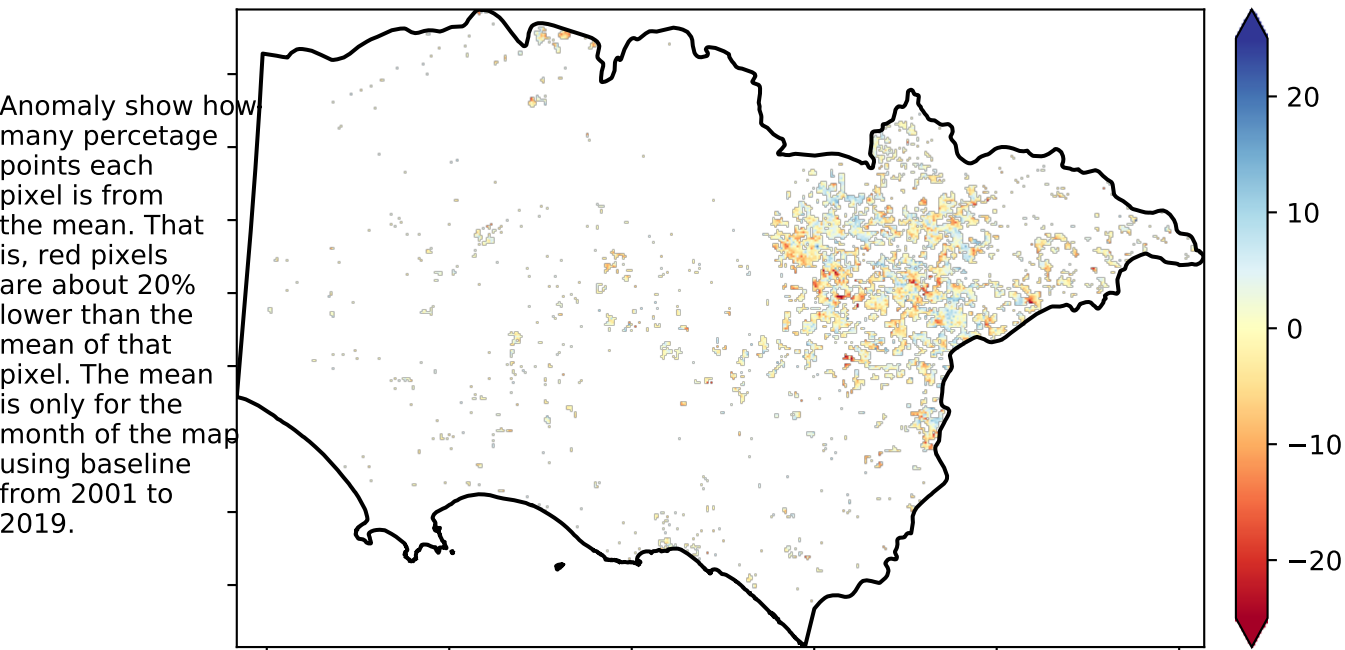 Anomaly show how
many percetage
points each
pixel is from
the mean. That
is, red pixels
are about 20%
lower than the
mean of that
pixel. The mean
is only for the
month of the map
using baseline
from 2001 to
2019.
20
10
0
−10
−20